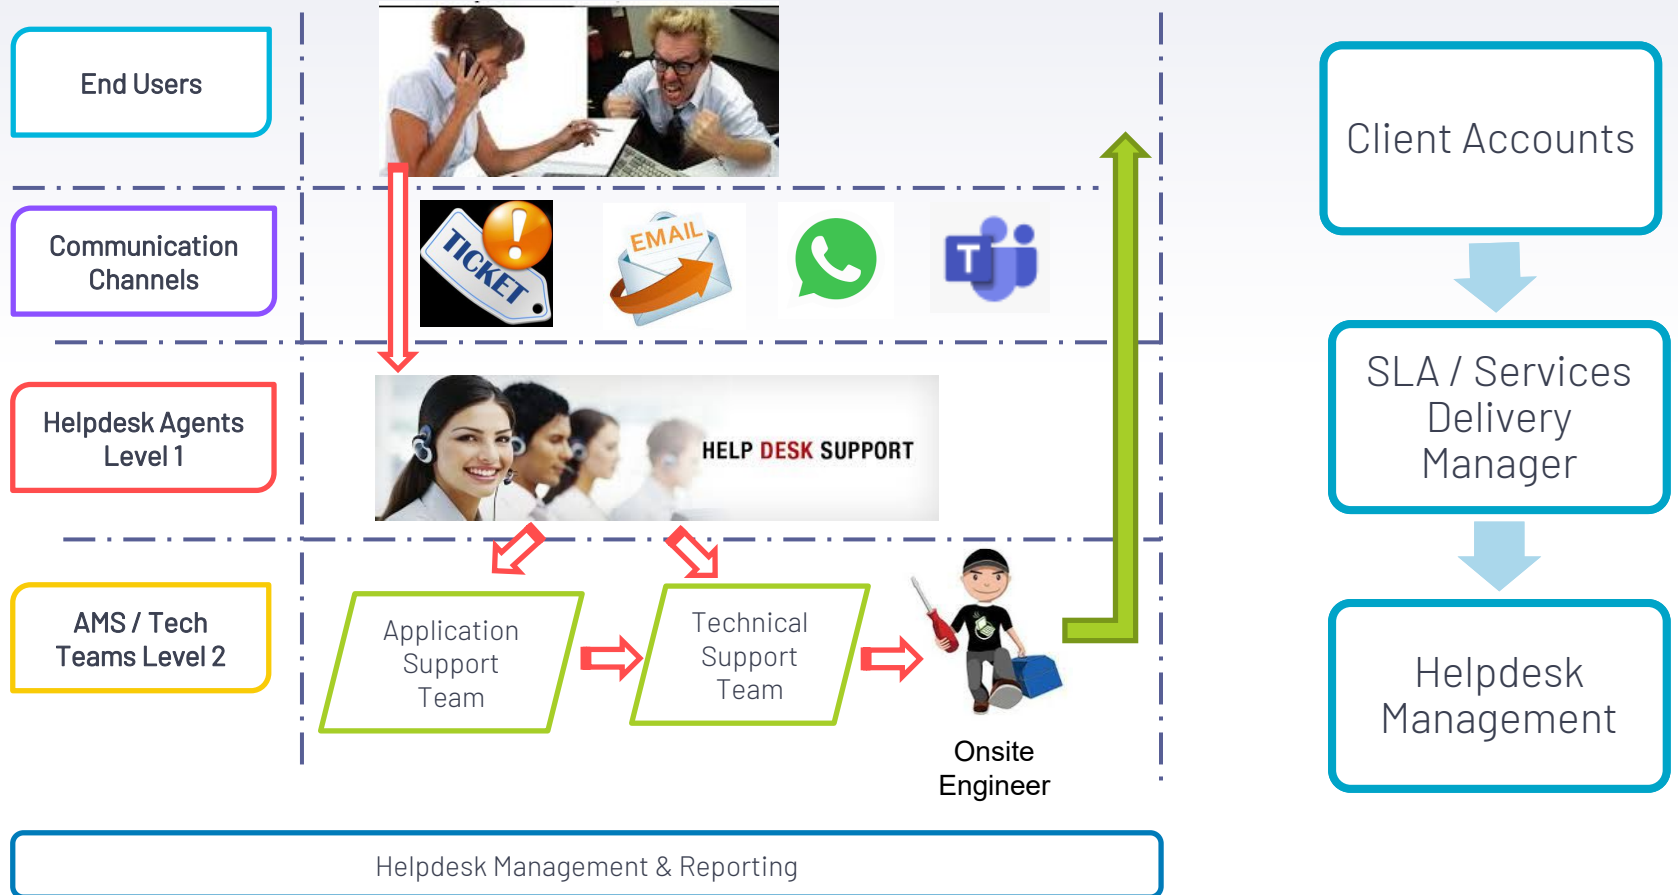 End Users
Communication
Channels
TICKET
!
EMAIL
T
Helpdesk Agents
Level 1
HELP DESK SUPPORT
AMS / Tech
Teams Level 2
Application
Support
Team
Technical
Support
Team
Onsite
Engineer
Helpdesk Management & Reporting
Client Accounts
SLA / Services
Delivery
Manager
Helpdesk
Management